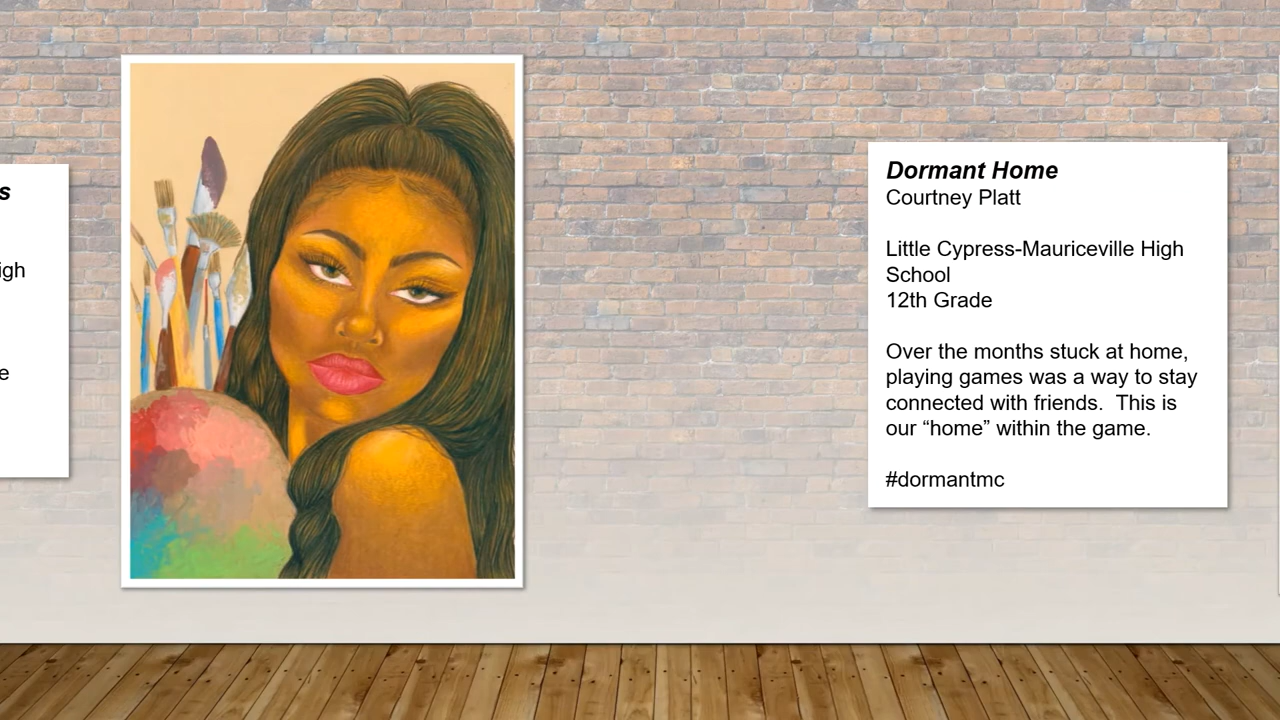 s
igh
e
Dormant Home
Courtney Platt
Little Cypress-Mauriceville High
School
12th Grade
Over the months stuck at home,
playing games was a way to stay
connected with friends.  This is
our “home” within the game.
#dormantmc